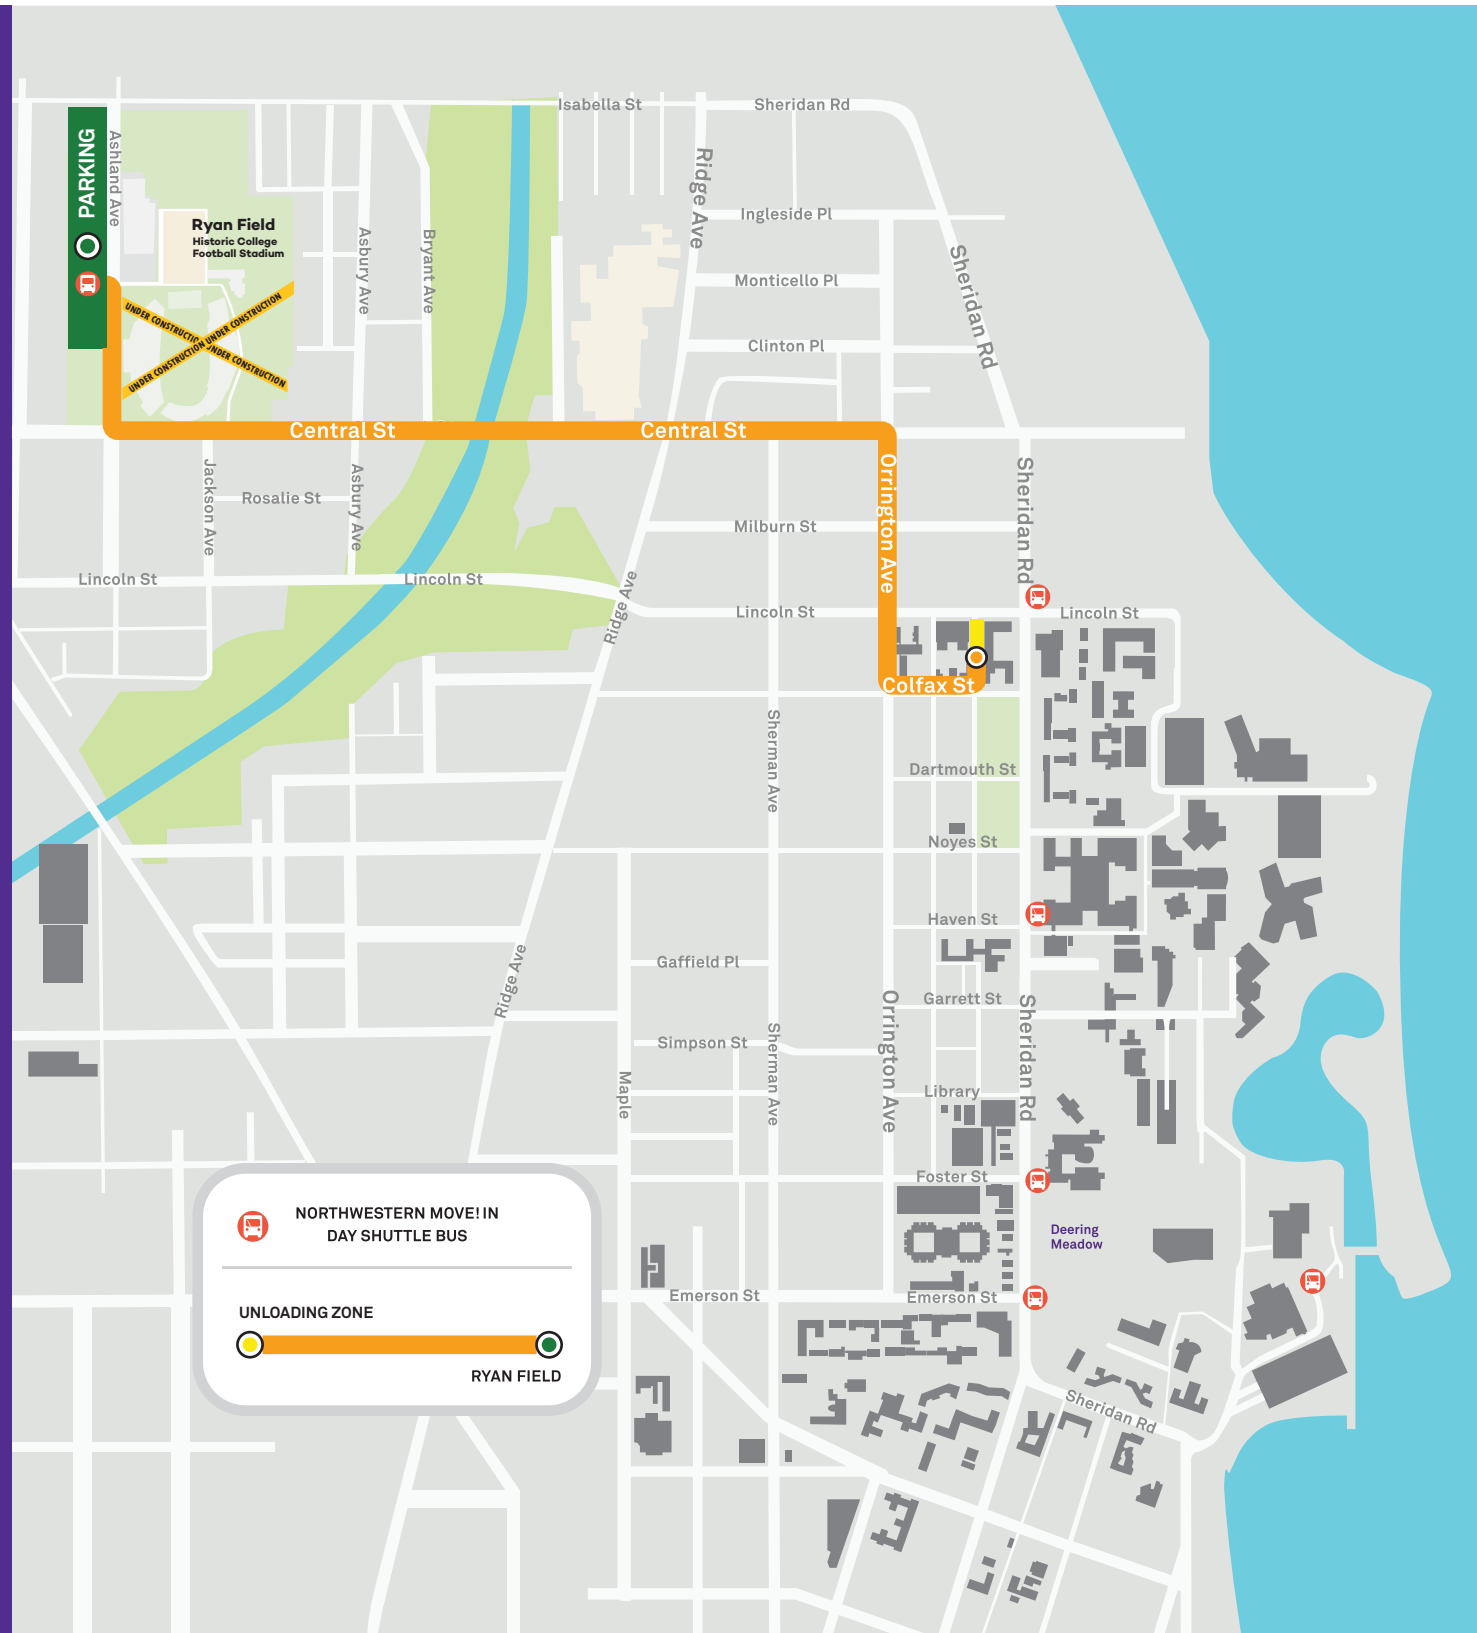 Isabella St
Sheridan Rd
PARKING
Ashland Ave
Ridge Ave
Ryan Field
Historic College
Football Stadium
Ingleside Pl
Asbury Ave
Bryant Ave
Sheridan Rd
Monticello Pl
UNDER CONSTRUCTION
UNDER CONSTRUCTION
UNDER CONSTRUCTION
UNDER CONSTRUCTION
Clinton Pl
Central St
Central St
Jackson Ave
Rosalie St
Asbury Ave
Orrington Ave
Sheridan Rd
Milburn St
Lincoln St
Lincoln St
Ridge Ave
Lincoln St
Lincoln St
Colfax St
Sherman Ave
Dartmouth St
Noyes St
Haven St
Ridge Ave
Gaffield Pl
Orrington Ave
Garrett St
Sheridan Rd
Simpson St
Sherman Ave
Maple
Library
Foster St
Deering
Meadow
NORTHWESTERN MOVE! IN
DAY SHUTTLE BUS
UNLOADING ZONE
RYAN FIELD
Emerson St
Emerson St
Sheridan Rd